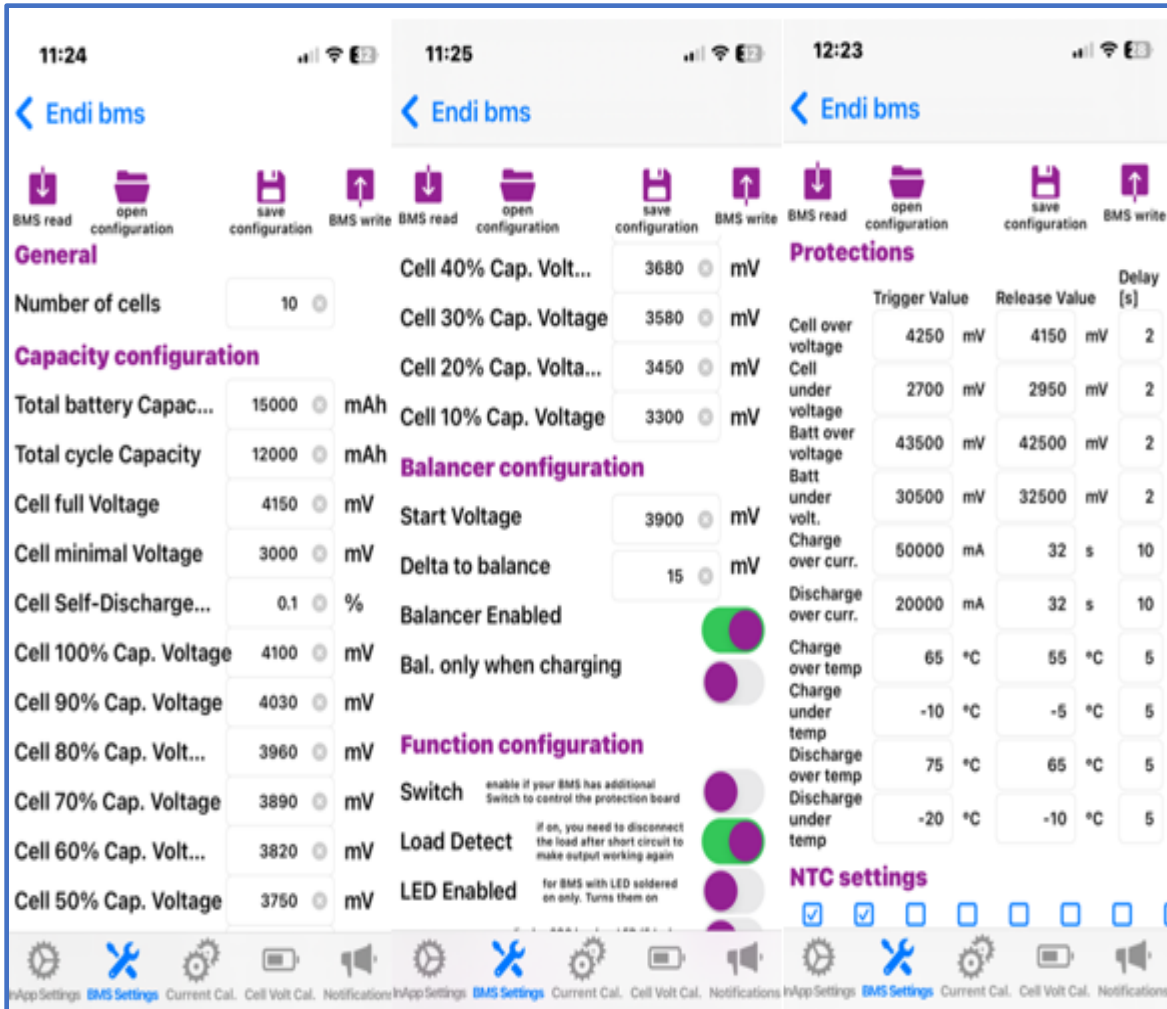 11:24
32
Endi bms
BMS read
open configuration
save configuration
BMS write
General
Number of cells 10
Capacity configuration
Total battery Capac... 15000 mAh
Total cycle Capacity 12000 mAh
Cell full Voltage 4150 mV
Cell minimal Voltage 3000 mV
Cell Self-Discharge... 0.1 %
Cell 100% Cap. Voltage 4100 mV
Cell 90% Cap. Voltage 4030 mV
Cell 80% Cap. Volt... 3960 mV
Cell 70% Cap. Voltage 3890 mV
Cell 60% Cap. Volt... 3820 mV
Cell 50% Cap. Voltage 3750 mV
InApp Settings BMS Settings Current Cal. Cell Volt Cal. Notifications
11:25
32
Endi bms
BMS read
open configuration
save configuration
BMS write
Cell 40% Cap. Volt... 3680 mV
Cell 30% Cap. Voltage 3580 mV
Cell 20% Cap. Volta... 3450 mV
Cell 10% Cap. Voltage 3300 mV
Balancer configuration
Start Voltage 3900 mV
Delta to balance 15 mV
Balancer Enabled
Bal. only when charging
Function configuration
Switch
enable if your BMS has additional
Switch to control the protection board
Load Detect
if on, you need to disconnect
the load after short circuit to
make output working again
LED Enabled
for BMS with LED soldered
on only. Turns them on
InApp Settings BMS Settings Current Cal. Cell Volt Cal. Notifications
12:23
28
Endi bms
BMS read
open configuration
save configuration
BMS write
Protections
Trigger Value Release Value Delay [s]
Cell over voltage 4250 mV 4150 mV 2
Cell under voltage 2700 mV 2950 mV 2
Batt over voltage 43500 mV 42500 mV 2
Batt under volt. 30500 mV 32500 mV 2
Charge over curr. 50000 mA 32 s 10
Discharge over curr. 20000 mA 32 s 10
Charge over temp 65 °C 55 °C 5
Charge under temp -10 °C -5 °C 5
Discharge over temp 75 °C 65 °C 5
Discharge under temp -20 °C -10 °C 5
NTC settings
InApp Settings BMS Settings Current Cal. Cell Volt Cal. Notifications